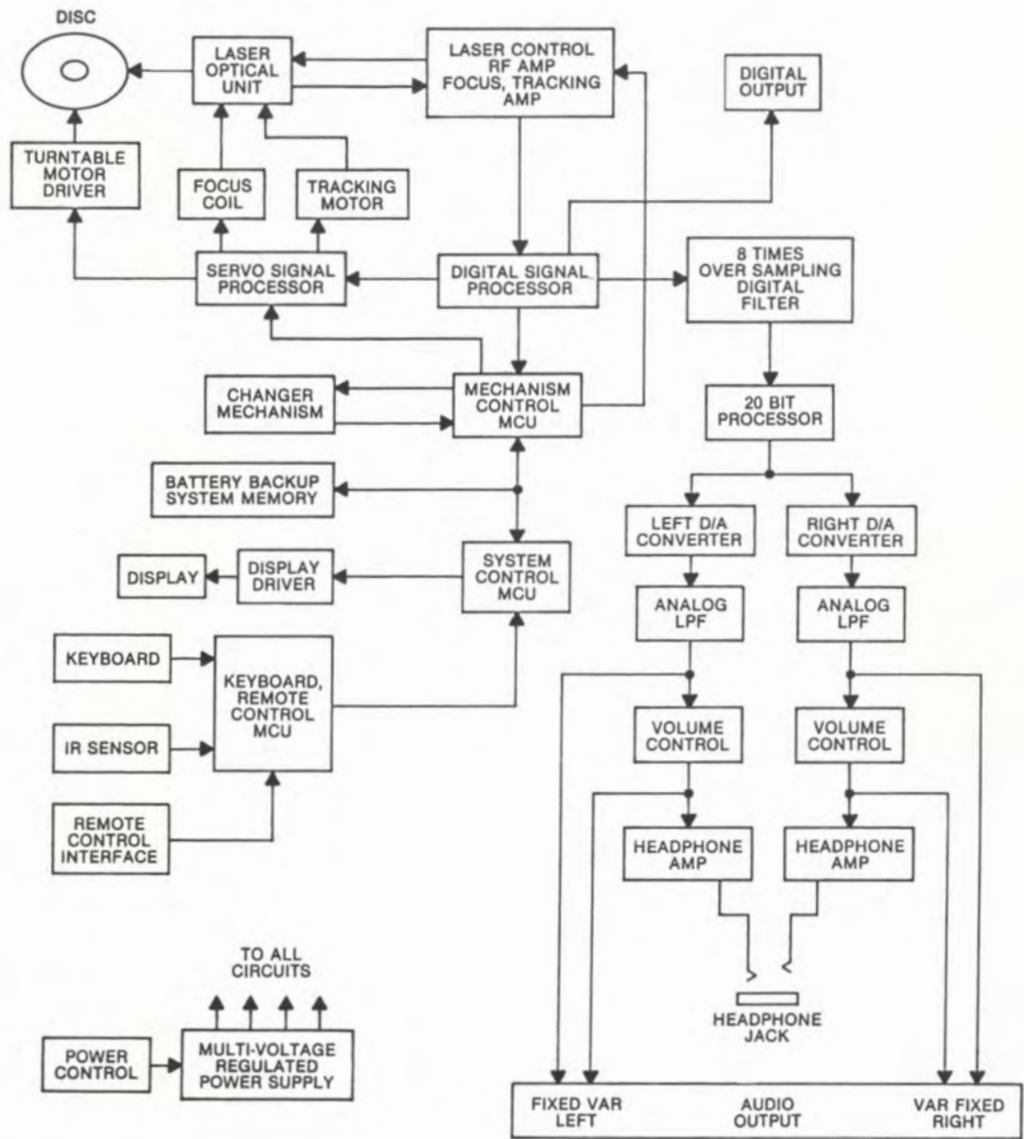 DISC
LASER
OPTICAL
UNIT
LASER CONTROL
RF AMP
FOCUS, TRACKING
AMP
DIGITAL
OUTPUT
TURNTABLE
MOTOR
DRIVER
FOCUS
COIL
TRACKING
MOTOR
SERVO SIGNAL
PROCESSOR
DIGITAL SIGNAL
PROCESSOR
8 TIMES
OVER SAMPLING
DIGITAL
FILTER
CHANGER
MECHANISM
MECHANISM
CONTROL
MCU
20 BIT
PROCESSOR
BATTERY BACKUP
SYSTEM MEMORY
LEFT D/A
CONVERTER
RIGHT D/A
CONVERTER
DISPLAY
DISPLAY
DRIVER
SYSTEM
CONTROL
MCU
ANALOG
LPF
ANALOG
LPF
KEYBOARD
KEYBOARD,
REMOTE
CONTROL
MCU
IR SENSOR
VOLUME
CONTROL
VOLUME
CONTROL
REMOTE
CONTROL
INTERFACE
HEADPHONE
AMP
HEADPHONE
AMP
TO ALL
CIRCUITS
HEADPHONE
JACK
POWER
CONTROL
MULTI-VOLTAGE
REGULATED
POWER SUPPLY
FIXED VAR
LEFT
AUDIO
OUTPUT
VAR FIXED
RIGHT